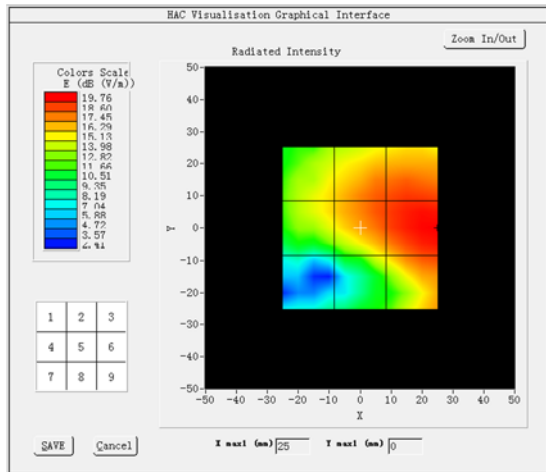 HAC Visualisation Graphical Interface
Zoom In/Out
Radiated Intensity
Colors Scale
E (dB (V/m))
19.76
18.60
17.45
16.29
15.13
13.98
12.82
11.66
10.51
9.35
8.19
7.04
5.88
4.72
3.57
2.41
50
40
30
20
10
0
-10
-20
-30
-40
-50
Y
-50 -40 -30 -20 -10 0 10 20 30 40 50
X
1 2 3
4 5 6
7 8 9
SAVE Cancel
X max1 (mm) 25 Y max1 (mm) 0